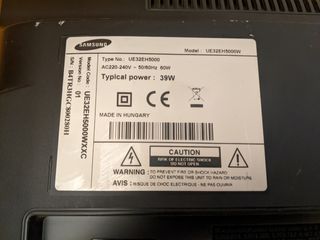 SAMSUNG
Model : UE32EH5000W
Type No : UE32EH5000
AC220-240V ~ 50/60Hz 60W
Typical power : 39W
Model Code : UE32EH5000WXXC
Version No : 01
S/N :
CE
MADE IN HUNGARY
CAUTION
RISK OF ELECTRIC SHOCK
DO NOT OPEN
WARNING : TO PREVENT FIRE OR SHOCK HAZARD
DO NOT EXPOSE THIS UNIT TO RAIN OR MOISTURE
AVIS : RISQUE DE CHOC ELECTRIQUE - NE PAS OUVRIR